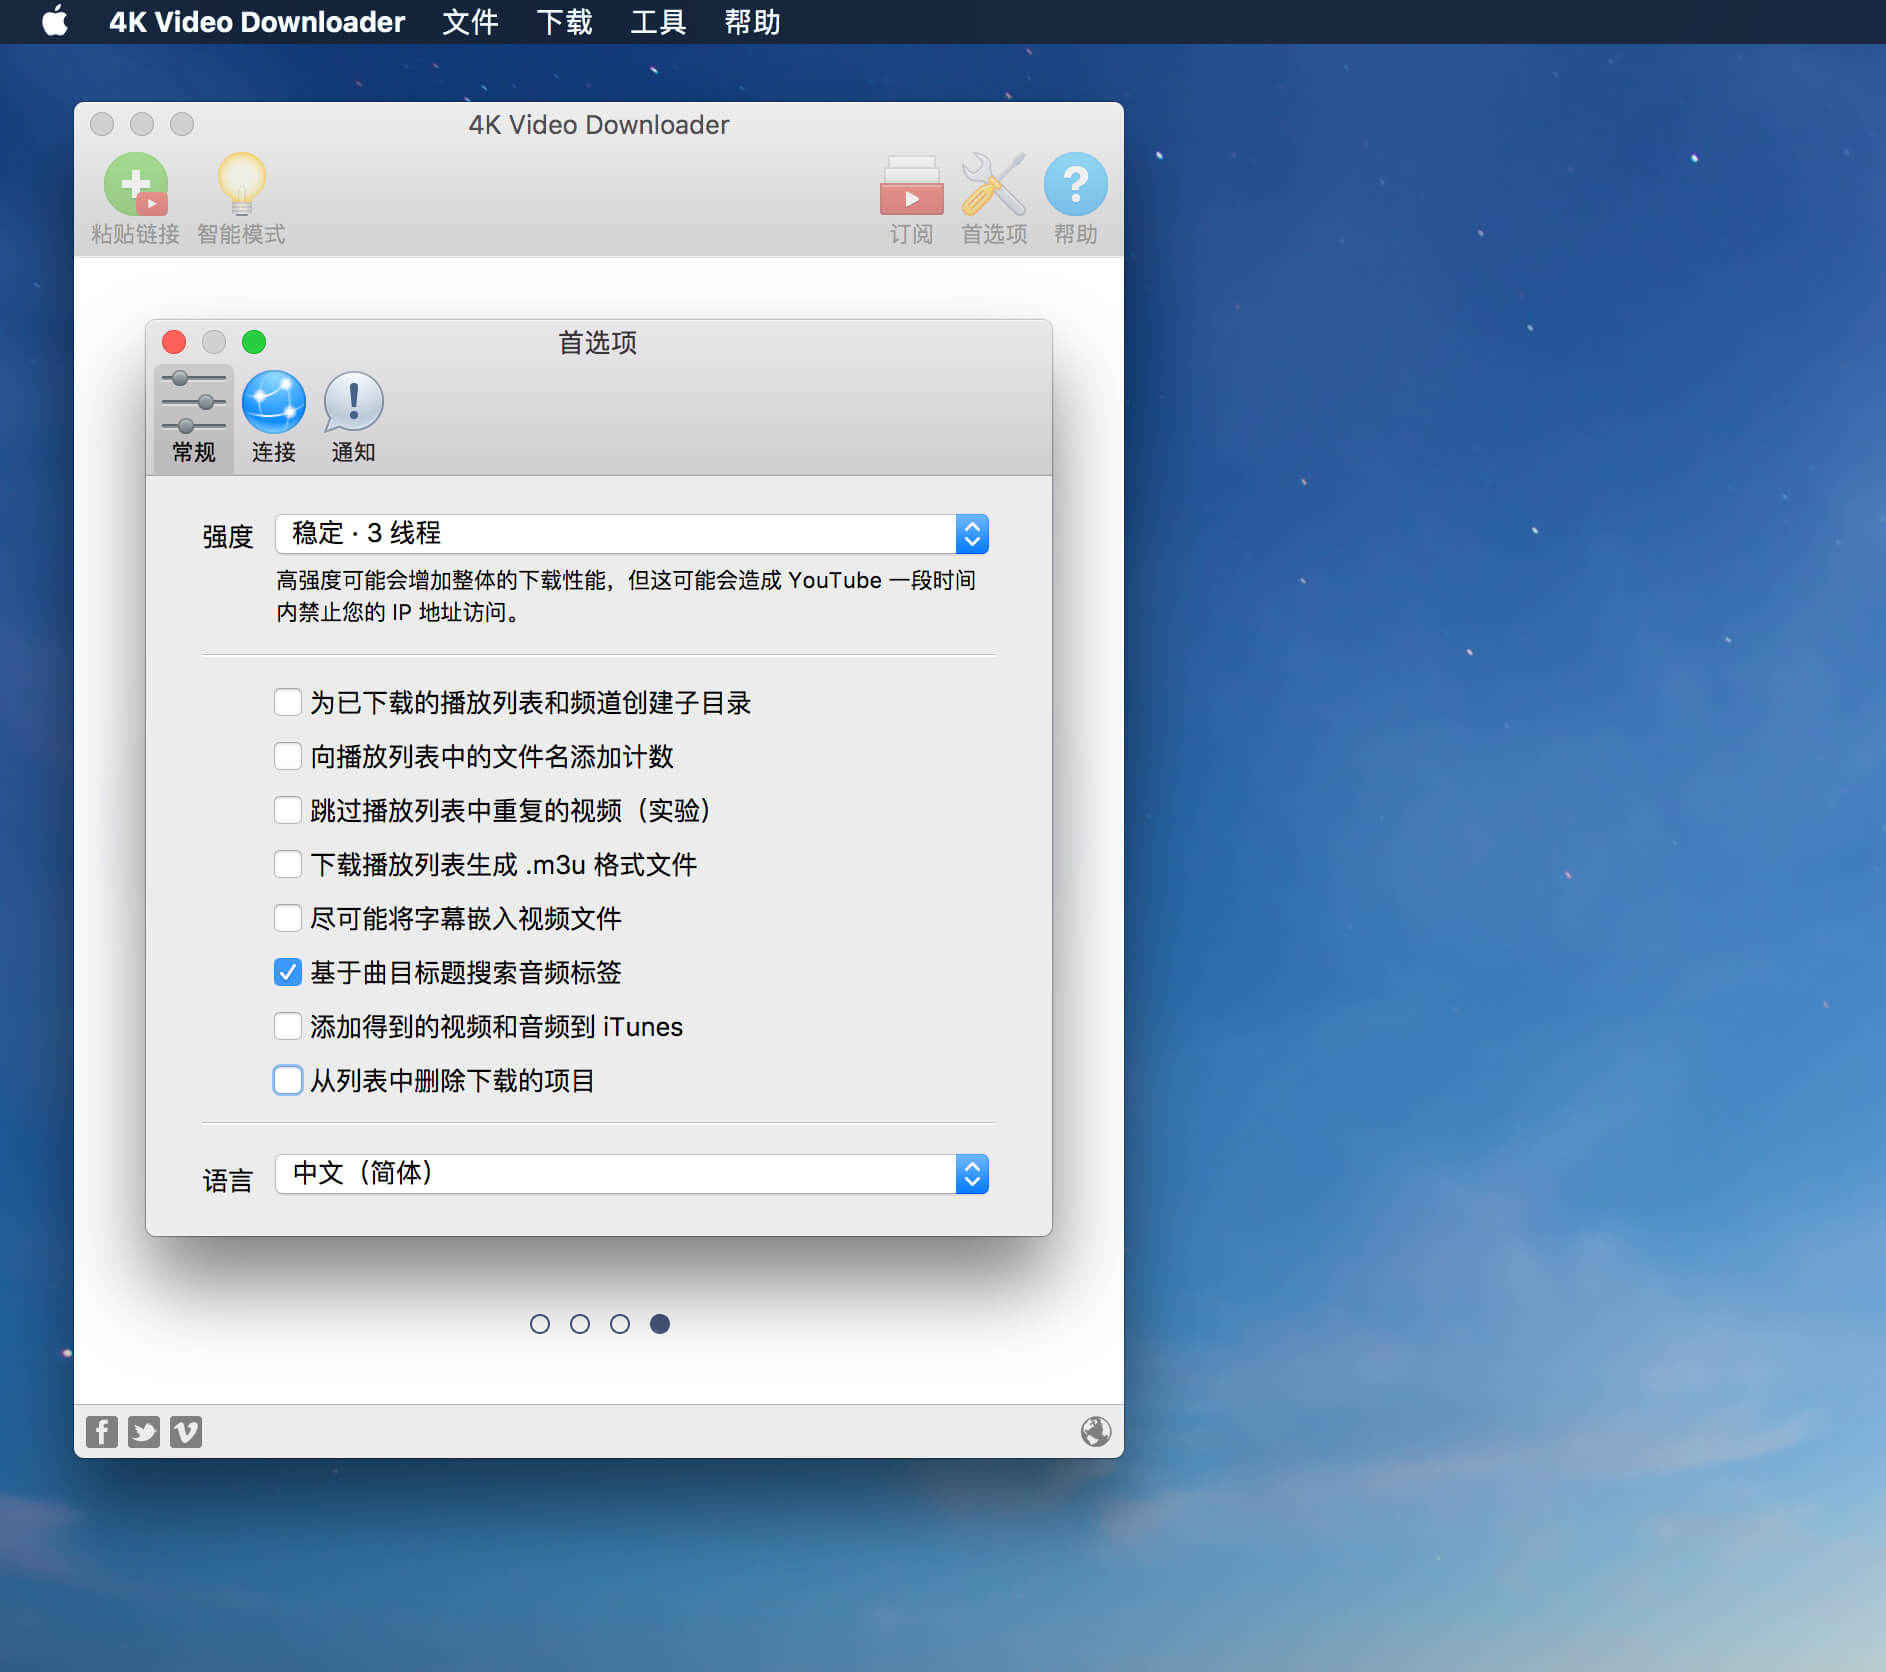 4K Video Downloader 文件 下载 工具 帮助
4K Video Downloader
粘贴链接 智能模式 订阅 首选项 帮助
首选项
常规 连接 通知
强度 稳定 · 3 线程
高强度可能会增加整体的下载性能，但这可能会造成 YouTube 一段时间
内禁止您的 IP 地址访问。
为已下载的播放列表和频道创建子目录
向播放列表中的文件名添加计数
跳过播放列表中重复的视频（实验）
下载播放列表生成 .m3u 格式文件
尽可能将字幕嵌入视频文件
基于曲目标题搜索音频标签
添加得到的视频和音频到 iTunes
从列表中删除下载的项目
语言 中文（简体）